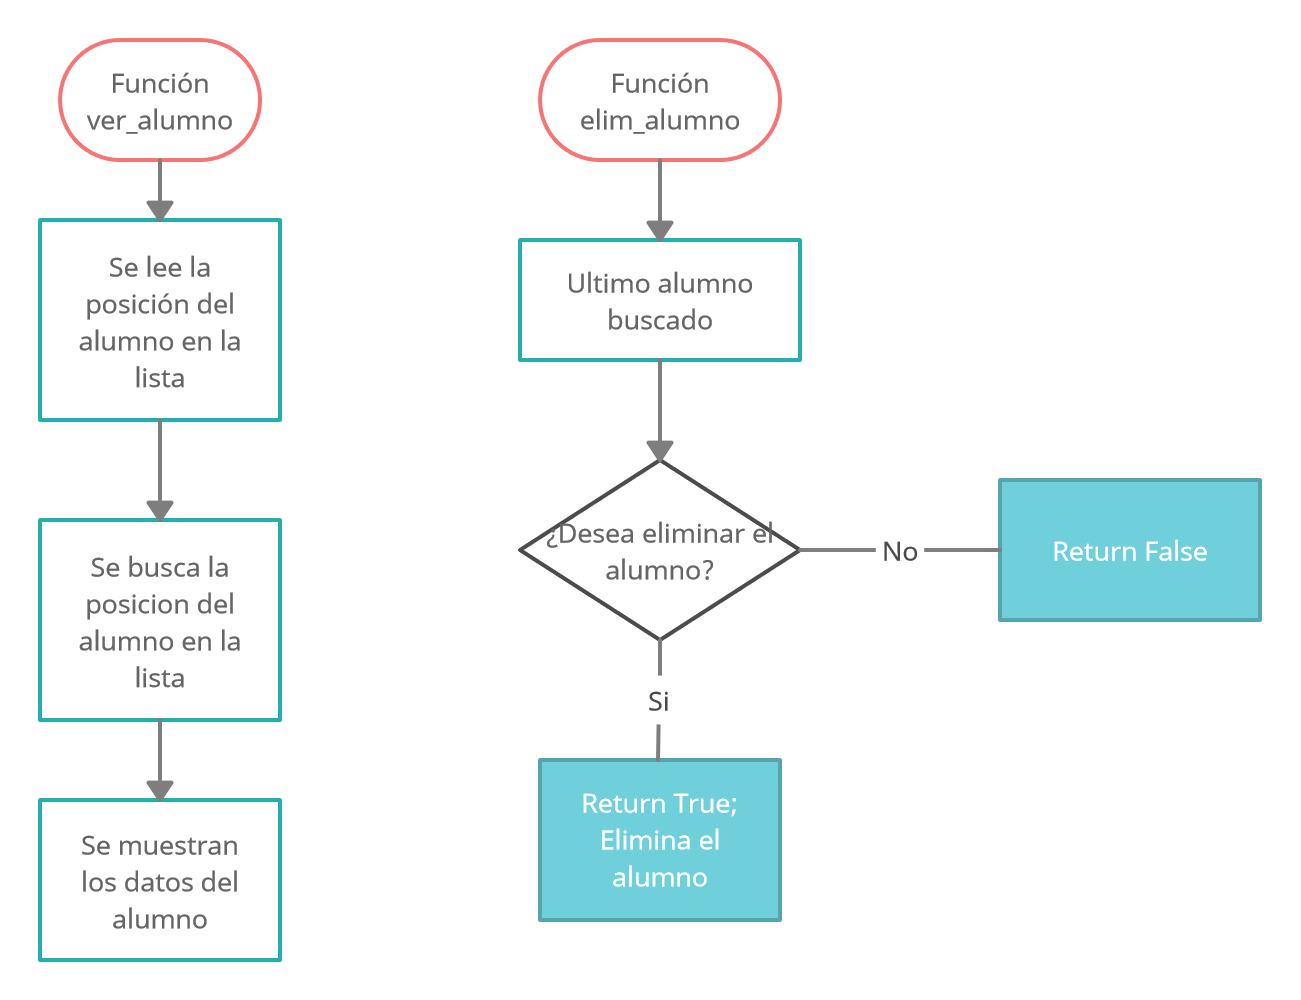 Función
ver_alumno
Se lee la
posición del
alumno en la
lista
Se busca la
posicion del
alumno en la
lista
Se muestran
los datos del
alumno
Función
elim_alumno
Ultimo alumno
buscado
¿Desea eliminar el
alumno?
No
Return False
Si
Return True;
Elimina el
alumno